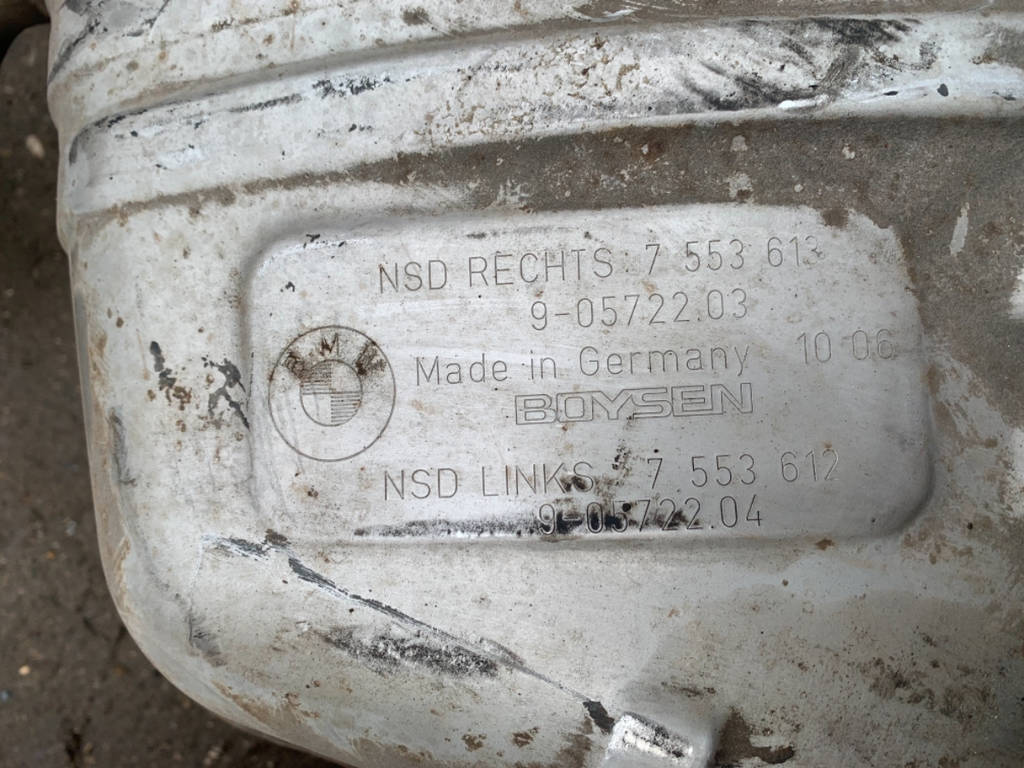 NSD RECHTS: 7 553 613
9-05722.03
BMW
Made in Germany 10 06
BOYSEN
NSD LINKS: 7 553 612
9-05722.04